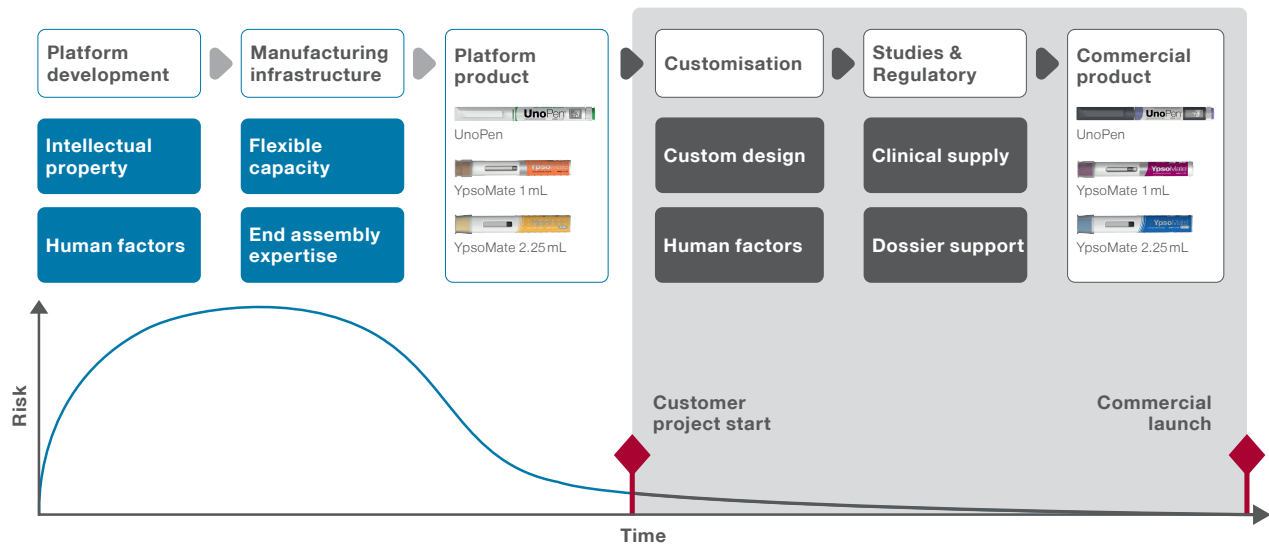 Platform
development
Manufacturing
infrastructure
Platform
product
Customisation
Studies &
Regulatory
Commercial
product
Intellectual
property
Human factors
Flexible
capacity
End assembly
expertise
UnoPen
UnoPen
Ypso
YpsoMate 1 mL
YpsoMate 2.25 mL
Custom design
Human factors
Clinical supply
Dossier support
UnoPen
UnoPen
YpsoMate
YpsoMate 1 mL
YpsoMate
YpsoMate 2.25 mL
Risk
Customer
project start
Commercial
launch
Time